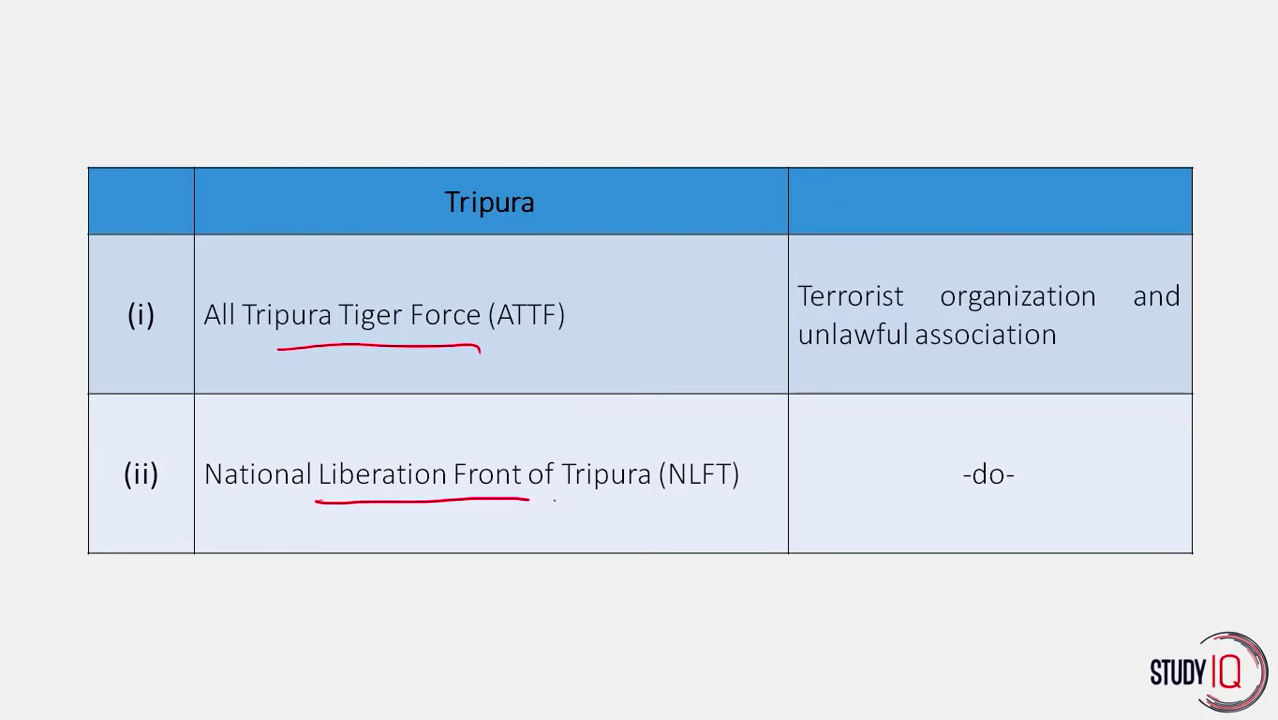 Tripura
(i)
All Tripura Tiger Force (ATTF)
Terrorist organization and
unlawful association
(ii)
National Liberation Front of Tripura (NLFT)
-do-
STUDY IQ